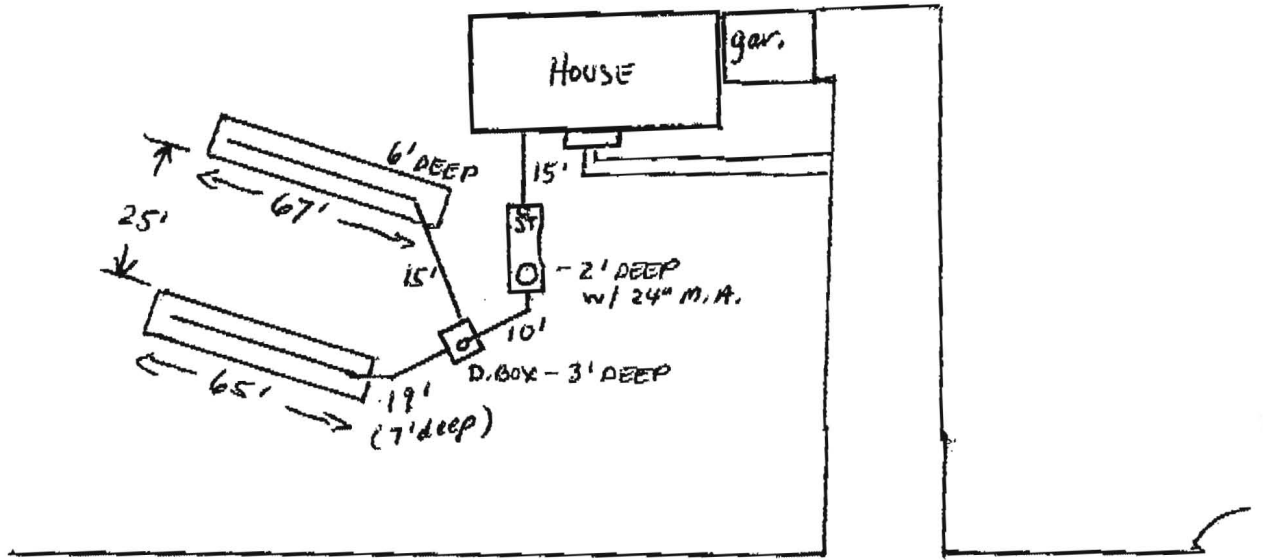 HOUSE
gar.
6' DEEP
15'
67'
25'
ST
15'
- 2' DEEP
w/ 24" M.A.
10'
D.BOX - 3' DEEP
65'
19'
(7' deep)